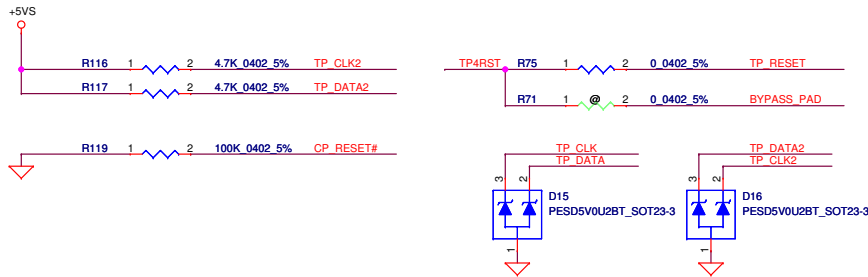 +5VS
R116 1 2 4.7K_0402_5% TP_CLK2
R117 1 2 4.7K_0402_5% TP_DATA2
R119 1 2 100K_0402_5% CP_RESET#
TP4RST R75 1 2 0_0402_5% TP_RESET
R71 1 @ 2 0_0402_5% BYPASS_PAD
TP_CLK
TP_DATA
3 2
D15
PESD5V0U2BT_SOT23-3
1
TP_DATA2
TP_CLK2
3 2
D16
PESD5V0U2BT_SOT23-3
1